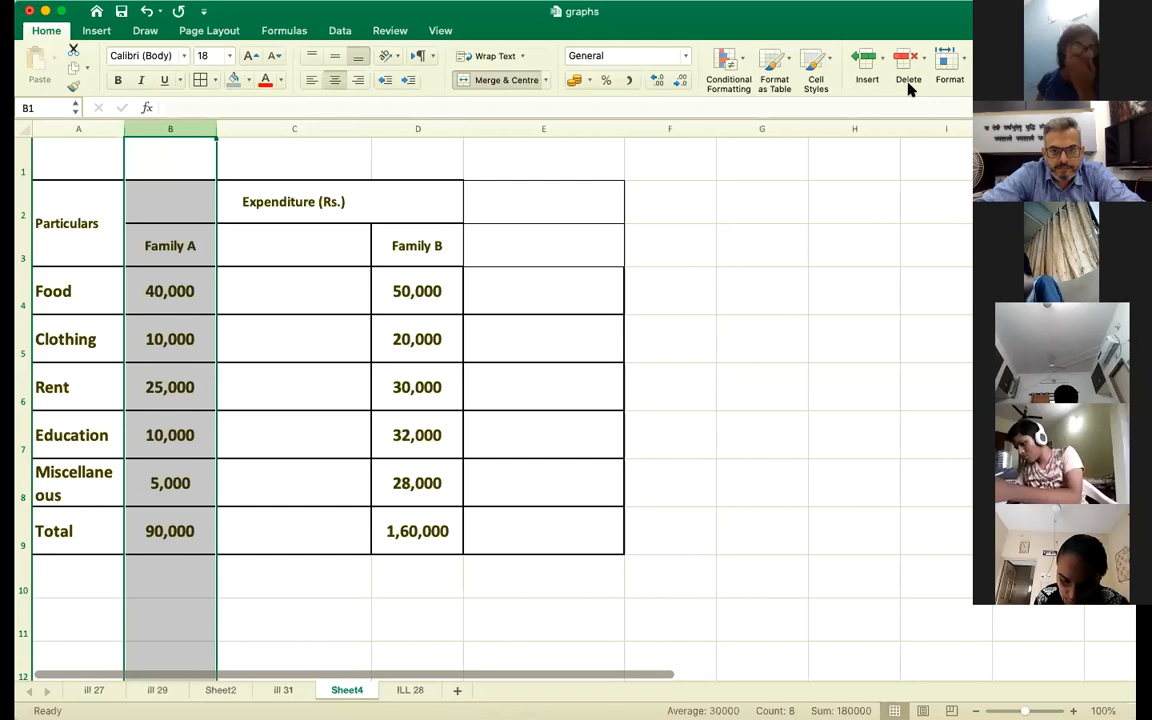 graphs
Home Insert Draw Page Layout Formulas Data Review View
Paste
Calibri (Body) 18
Wrap Text
General
Merge & Centre
Conditional Formatting
Format as Table
Cell Styles
Insert
Delete
Format
B1 fx
A B C D E F G H I
1
2 Particulars Expenditure (Rs.)
3 Family A Family B
4 Food 40,000 50,000
5 Clothing 10,000 20,000
6 Rent 25,000 30,000
7 Education 10,000 32,000
8 Miscellane
ous 5,000 28,000
9 Total 90,000 1,60,000
10
11
12
ill 27 ill 29 Sheet2 ill 31 Sheet4 ILL 28 +
Ready Average: 30000 Count: 8 Sum: 180000 100%